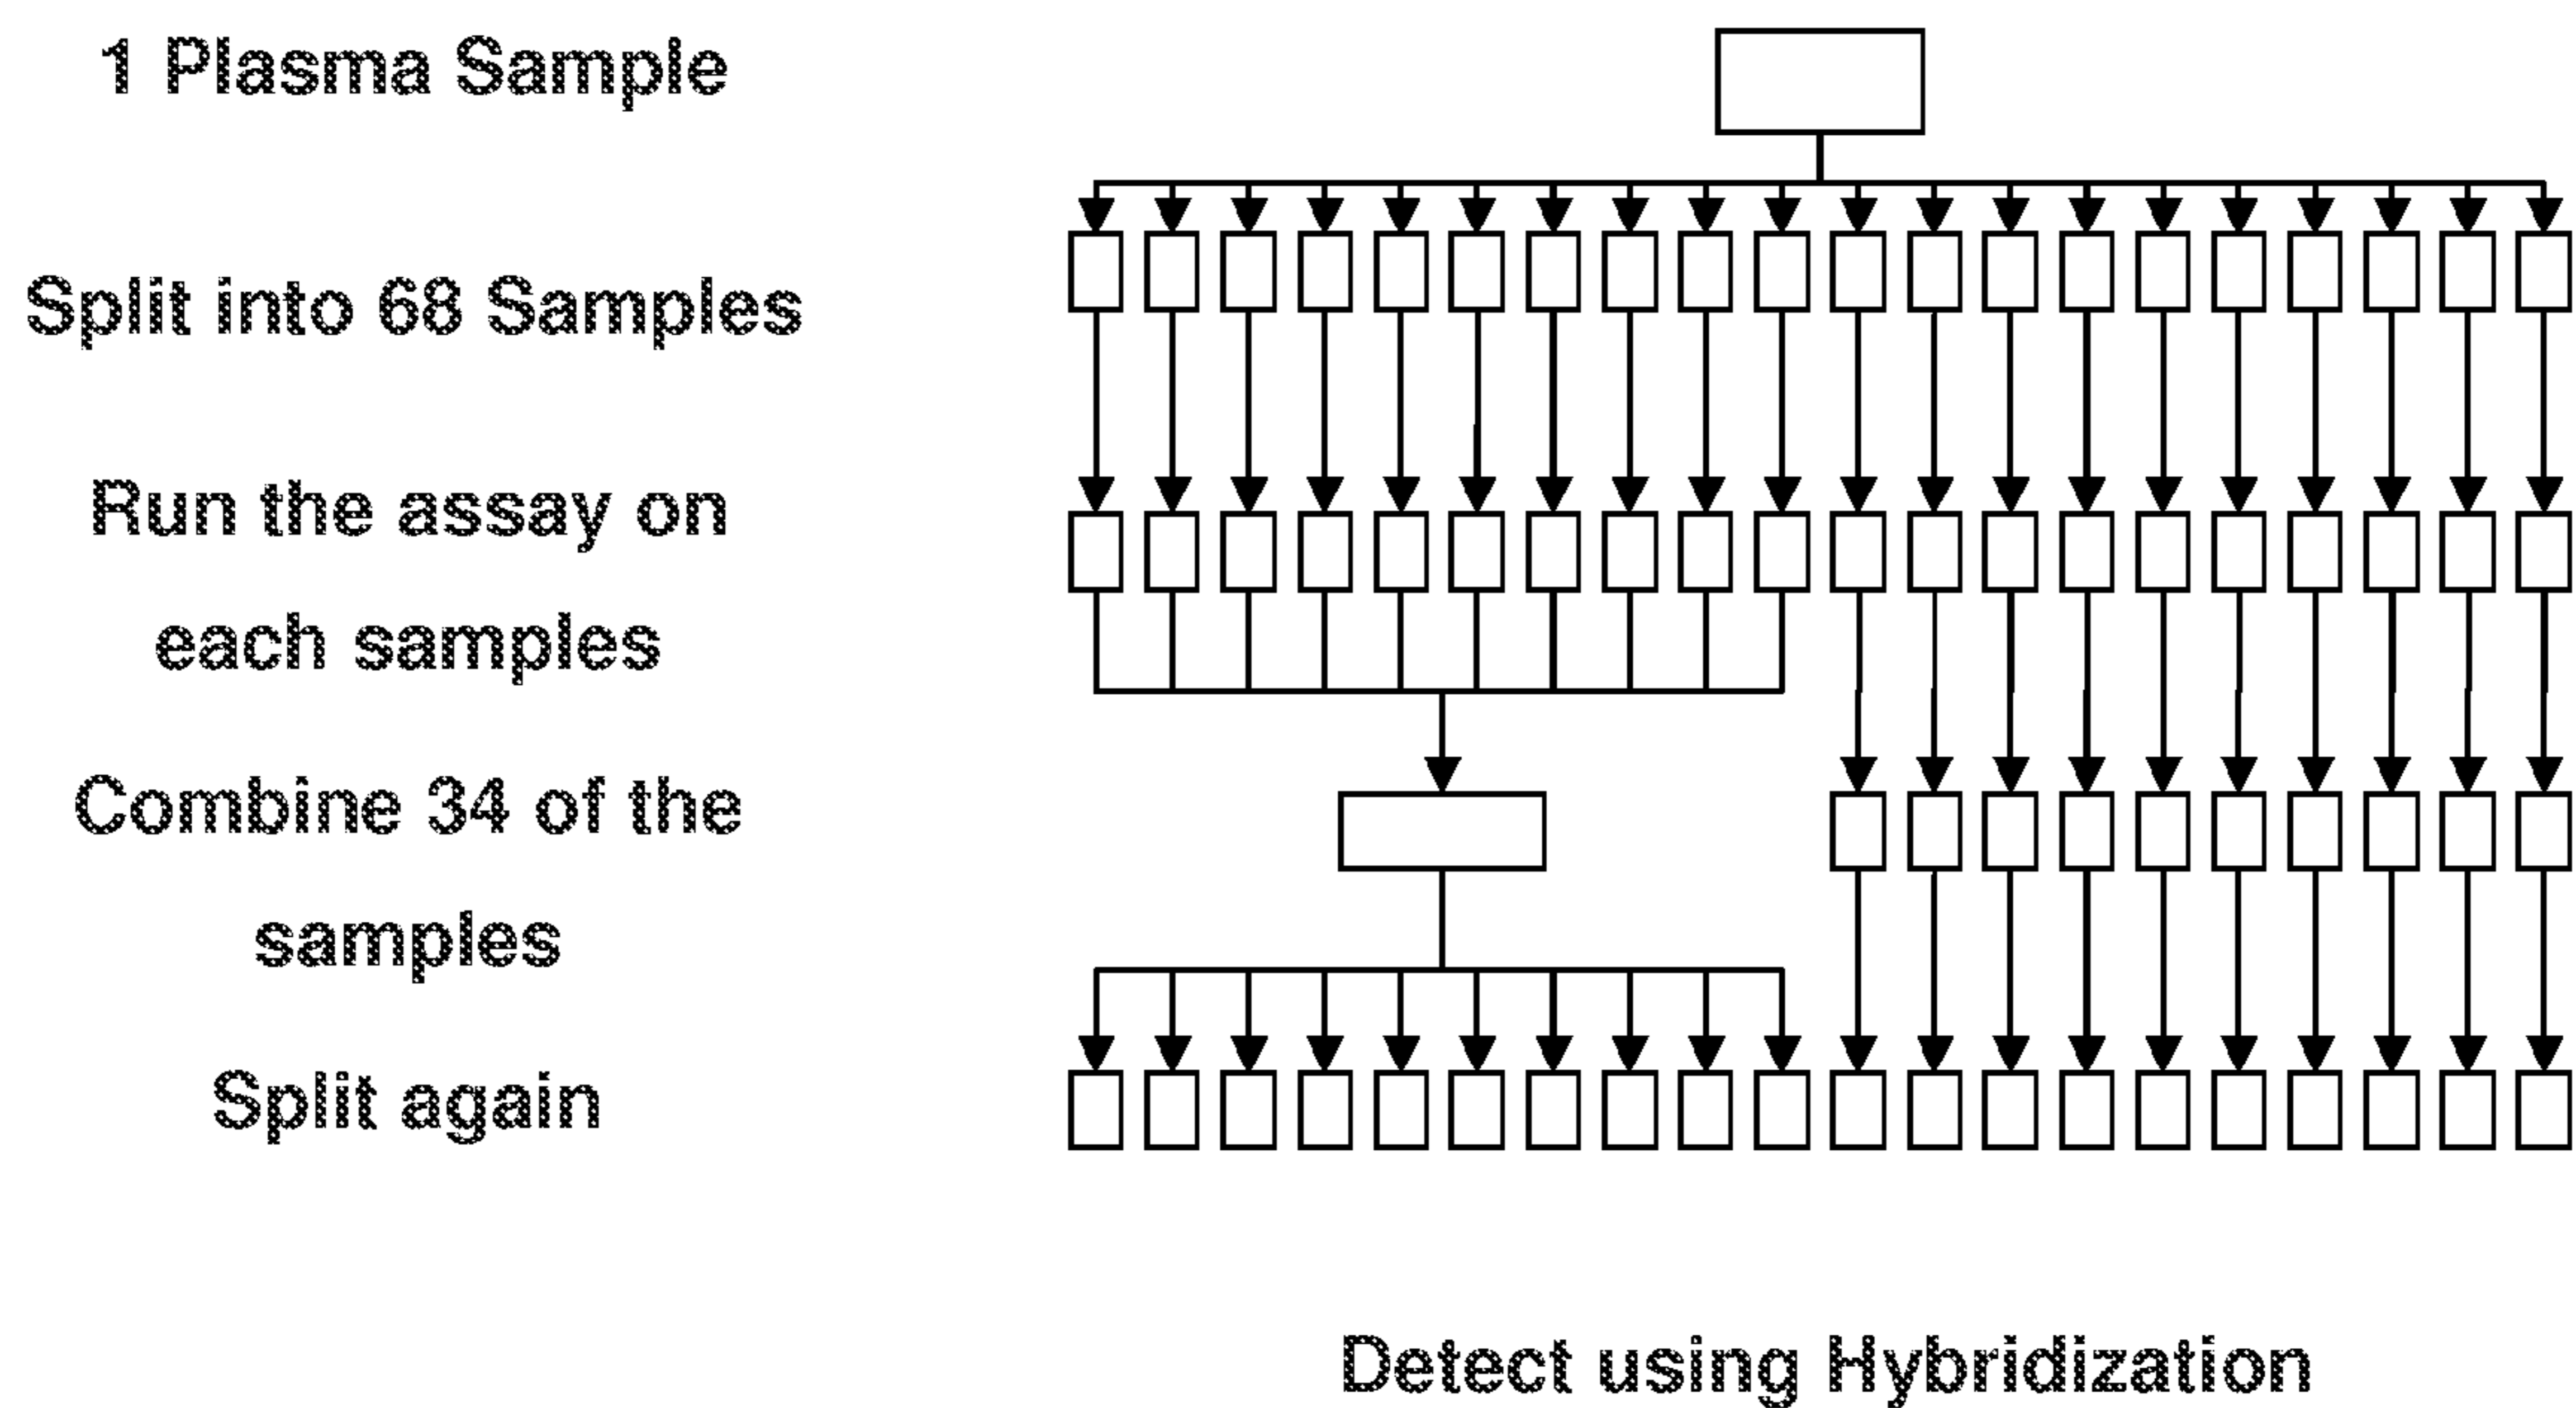 1 Plasma Sample
Split into 68 Samples
Run the assay on
each samples
Combine 34 of the
samples
Split again
Detect using Hybridization